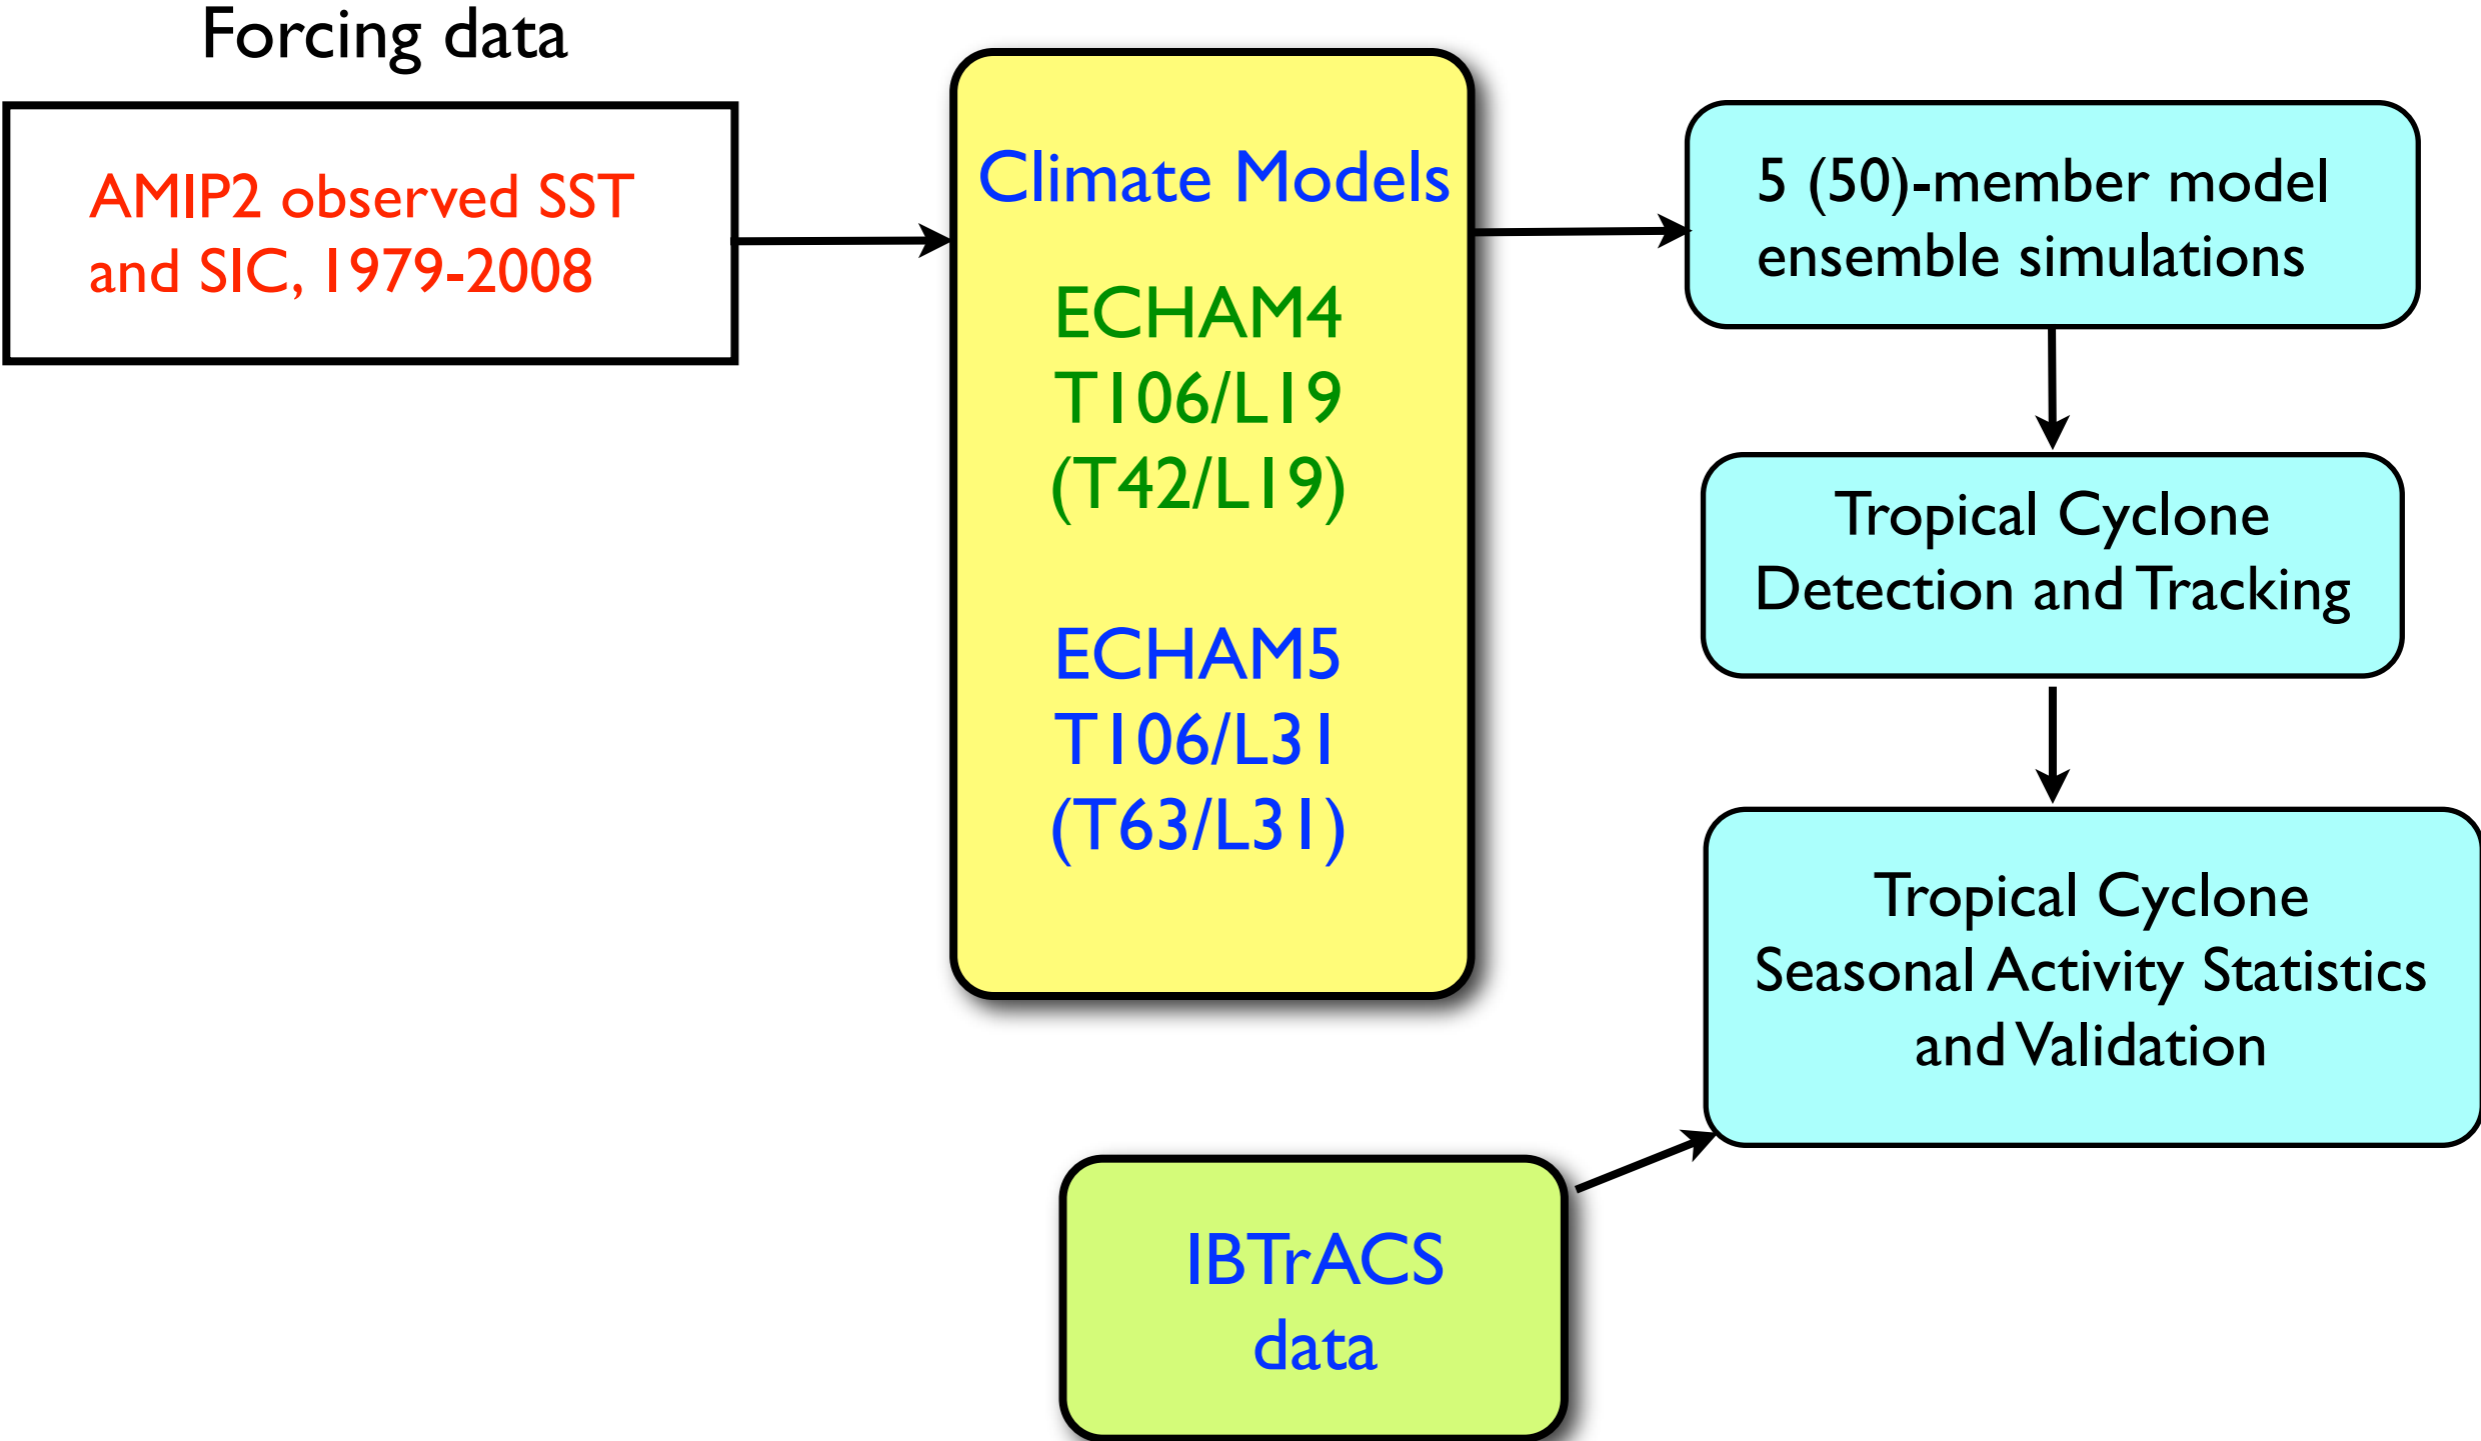 Forcing data
AMIP2 observed SST
and SIC, 1979-2008
Climate Models
ECHAM4
T106/L19
(T42/L19)
ECHAM5
T106/L31
(T63/L31)
5 (50)-member model
ensemble simulations
Tropical Cyclone
Detection and Tracking
Tropical Cyclone
Seasonal Activity Statistics
and Validation
IBTrACS
data